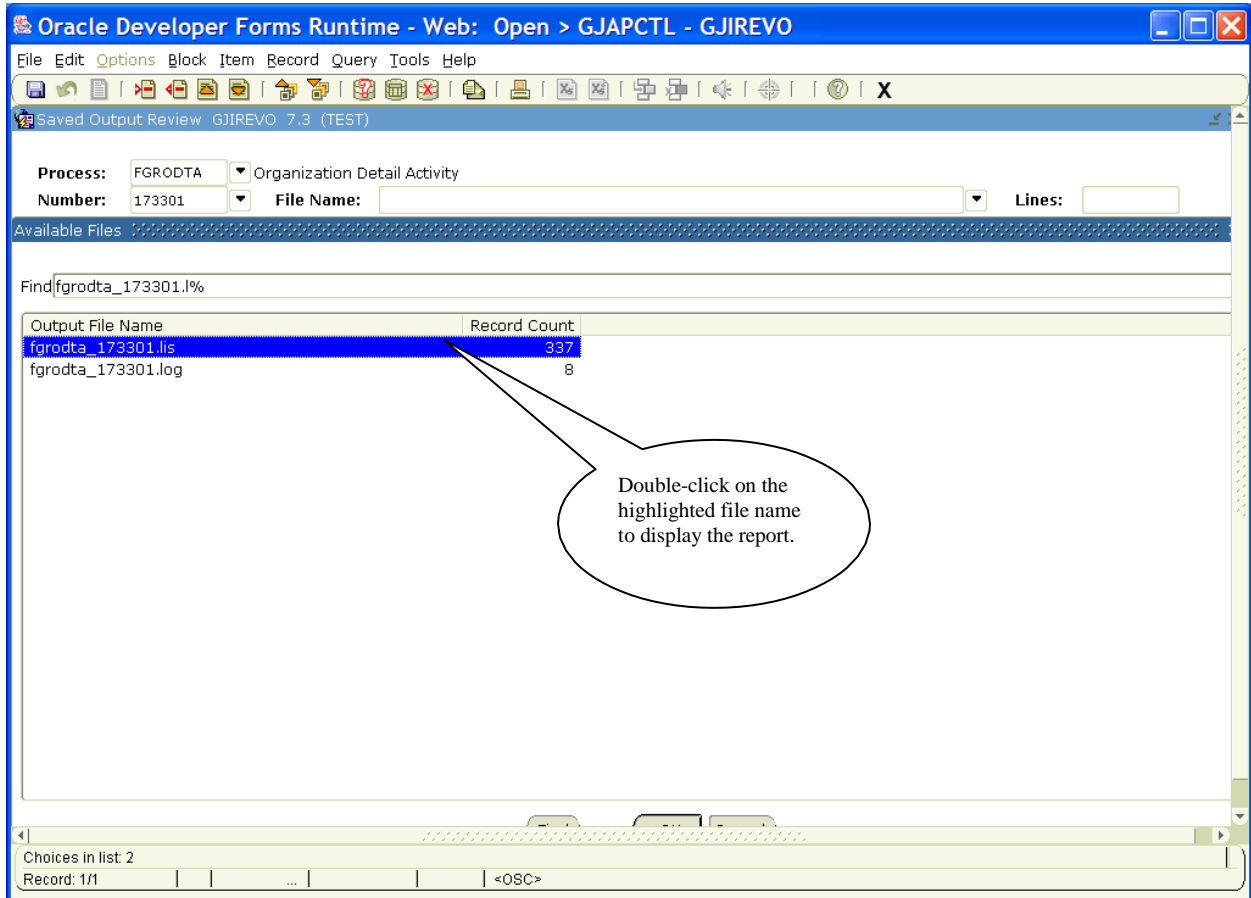 Oracle Developer Forms Runtime - Web: Open > GJAPCTL - GJIREVO
File Edit Options Block Item Record Query Tools Help
X
Saved Output Review GJIREVO 7.3 (TEST)
Process: FGRODTA Organization Detail Activity
Number: 173301 File Name: Lines:
Available Files
Find fgrodta_173301.l%
Output File Name Record Count
fgrodta_173301.lis 337
fgrodta_173301.log 8
Double-click on the
highlighted file name
to display the report.
Choices in list: 2
Record: 1/1 ... <OSC>